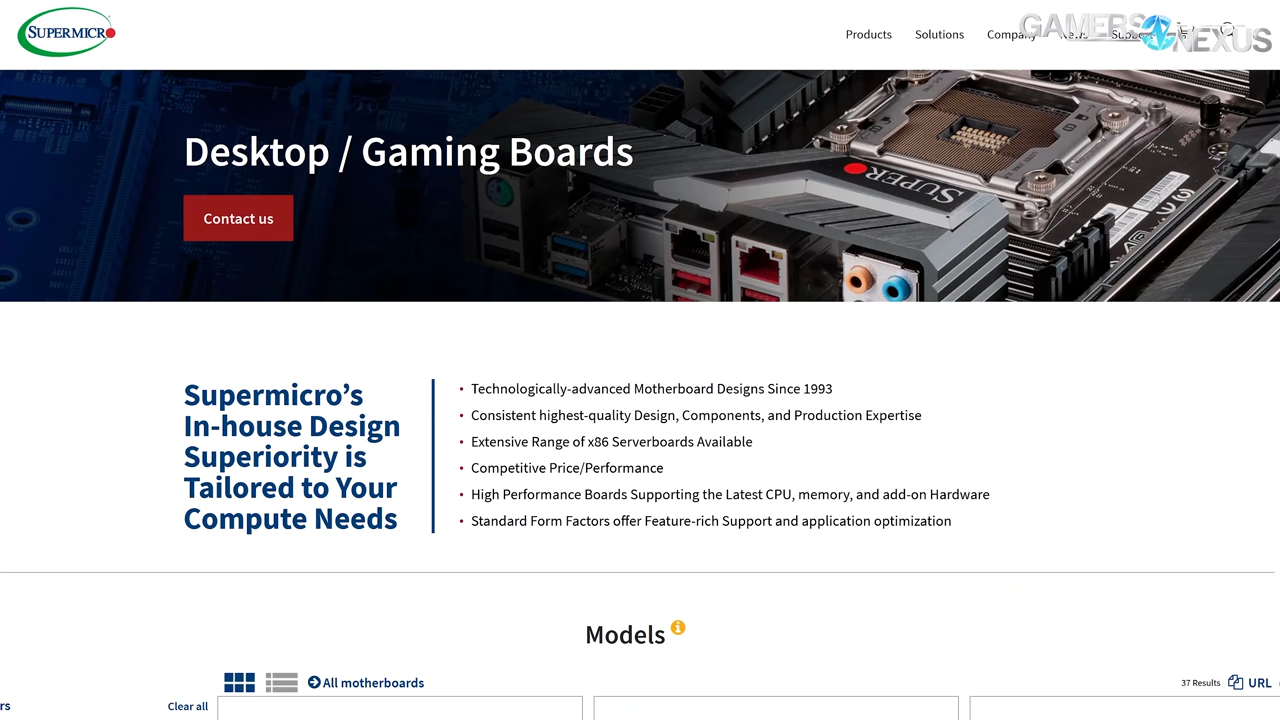 SUPERMICR
Products Solutions Company News Support
GAMERS NEXUS
Desktop / Gaming Boards
Contact us
SUPER
Supermicro's
In-house Design
Superiority is
Tailored to Your
Compute Needs
• Technologically-advanced Motherboard Designs Since 1993
• Consistent highest-quality Design, Components, and Production Expertise
• Extensive Range of x86 Serverboards Available
• Competitive Price/Performance
• High Performance Boards Supporting the Latest CPU, memory, and add-on Hardware
• Standard Form Factors offer Feature-rich Support and application optimization
Models
All motherboards
37 Results
URL
rs
Clear all